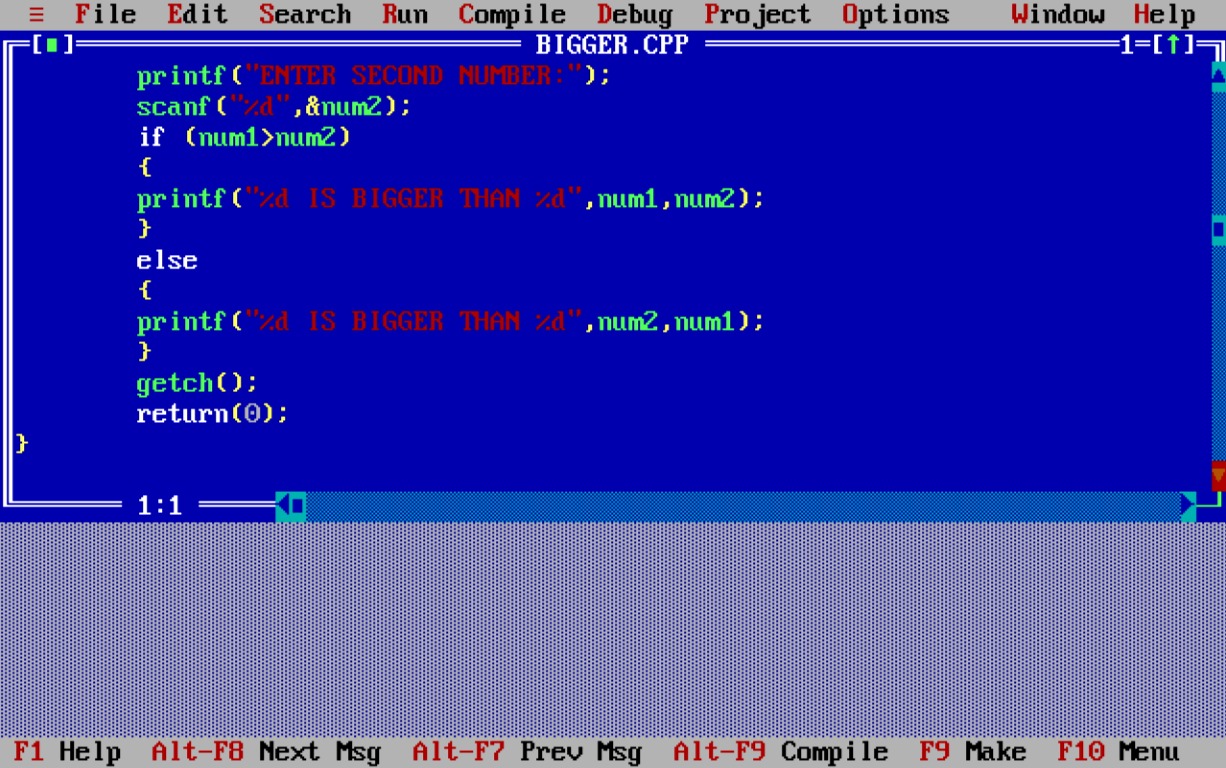 ≡ File Edit Search Run Compile Debug Project Options Window Help
[■] BIGGER.CPP 1=[↑]
printf("ENTER SECOND NUMBER:");
scanf("%d",&num2);
if (num1>num2)
{
printf("%d IS BIGGER THAN %d",num1,num2);
}
else
{
printf("%d IS BIGGER THAN %d",num2,num1);
}
getch();
return(0);
}
1:1
F1 Help Alt-F8 Next Msg Alt-F7 Prev Msg Alt-F9 Compile F9 Make F10 Menu